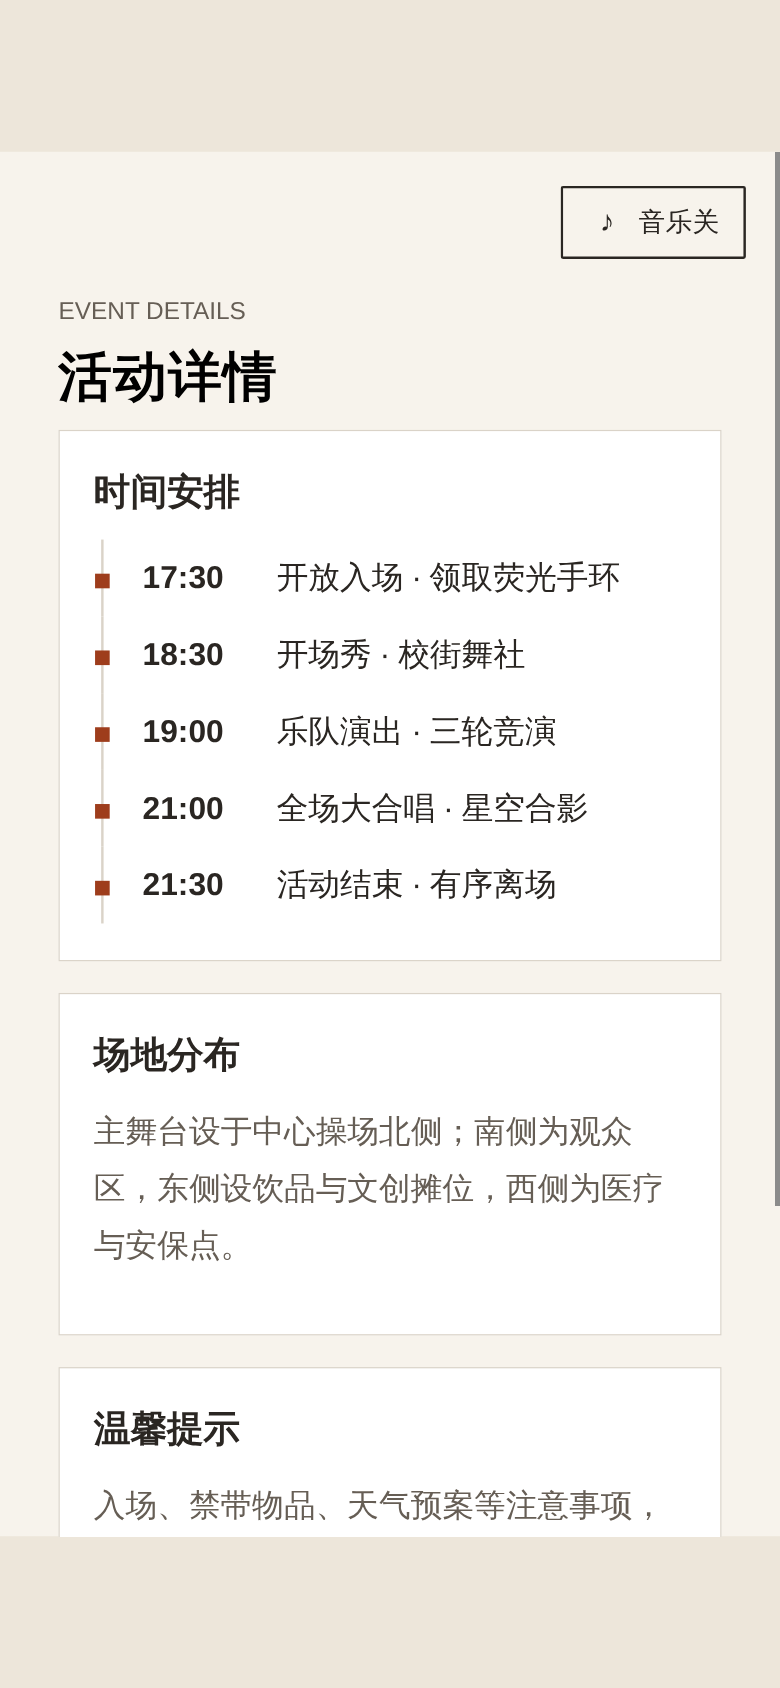 ♪ 音乐关
EVENT DETAILS
活动详情
时间安排
17:30 开放入场 · 领取荧光手环
18:30 开场秀 · 校街舞社
19:00 乐队演出 · 三轮竞演
21:00 全场大合唱 · 星空合影
21:30 活动结束 · 有序离场
场地分布
主舞台设于中心操场北侧；南侧为观众
区，东侧设饮品与文创摊位，西侧为医疗
与安保点。
温馨提示
入场、禁带物品、天气预案等注意事项，